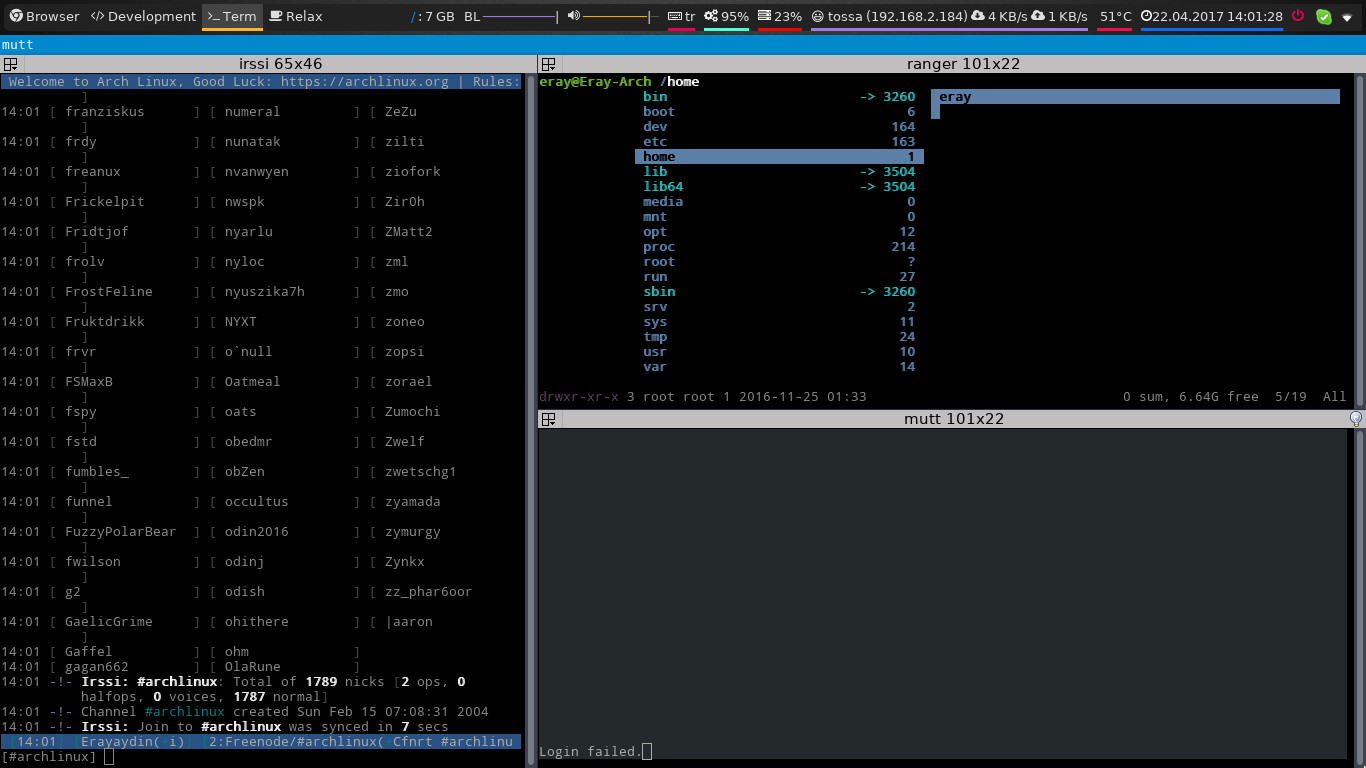 Browser </> Development >_ Term Relax /: 7 GB BL tr 95% 23% tossa (192.168.2.184) 4 KB/s 1 KB/s 51°C 22.04.2017 14:01:28
mutt
irssi 65x46
Welcome to Arch Linux, Good Luck: https://archlinux.org | Rules:
]
14:01 [ franziskus ] [ numeral ] [ ZeZu
]
14:01 [ frdy ] [ nunatak ] [ zilti
]
14:01 [ freanux ] [ nvanwyen ] [ ziofork
]
14:01 [ Frickelpit ] [ nwspk ] [ Zir0h
]
14:01 [ Fridtjof ] [ nyarlu ] [ ZMatt2
]
14:01 [ frolv ] [ nyloc ] [ zml
]
14:01 [ FrostFeline ] [ nyuszika7h ] [ zmo
]
14:01 [ Fruktdrikk ] [ NYXT ] [ zoneo
]
14:01 [ frvr ] [ o`null ] [ zopsi
]
14:01 [ FSMaxB ] [ Oatmeal ] [ zorael
]
14:01 [ fspy ] [ oats ] [ Zumochi
]
14:01 [ fstd ] [ obedmr ] [ Zwelf
]
14:01 [ fumbles_ ] [ obZen ] [ zwetschg1
]
14:01 [ funnel ] [ occultus ] [ zyamada
]
14:01 [ FuzzyPolarBear ] [ odin2016 ] [ zymurgy
]
14:01 [ fwilson ] [ odinj ] [ Zynkx
]
14:01 [ g2 ] [ odish ] [ zz_phar6oor
]
14:01 [ GaelicGrime ] [ ohithere ] [ |aaron
]
14:01 [ Gaffel ] [ ohm ]
14:01 [ gagan662 ] [ OlaRune ]
14:01 -!- Irssi: #archlinux: Total of 1789 nicks [2 ops, 0
halfops, 0 voices, 1787 normal]
14:01 -!- Channel #archlinux created Sun Feb 15 07:08:31 2004
14:01 -!- Irssi: Join to #archlinux was synced in 7 secs
14:01 Erayaydin( i) 2:Freenode/#archlinux( Cfnrt #archlinu
[#archlinux]
ranger 101x22
eray@Eray-Arch /home
bin -> 3260 eray
boot 6
dev 164
etc 163
home 1
lib -> 3504
lib64 -> 3504
media 0
mnt 0
opt 12
proc 214
root ?
run 27
sbin -> 3260
srv 2
sys 11
tmp 24
usr 10
var 14
drwxr-xr-x 3 root root 1 2016-11-25 01:33 0 sum, 6.64G free 5/19 All
mutt 101x22
Login failed.